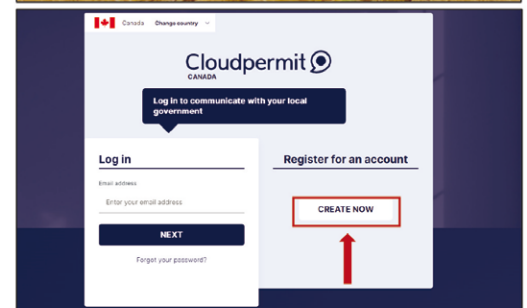 Canada Change country
Cloudpermit
CANADA
Log in to communicate with your local
government
Log in
Email address
Enter your email address
NEXT
Forgot your password?
Register for an account
CREATE NOW